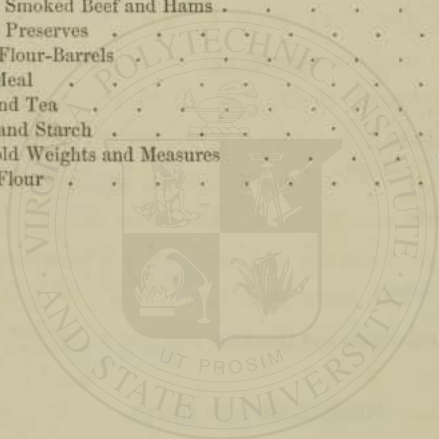 Smoked Beef and Hams . . . . . .
Preserves . . . . . . . .
Flour-Barrels . . . . . . .
Meal . . . . . . . .
nd Tea . . . . . . . .
and Starch . . . . . . .
old Weights and Measures . . . . .
Flour . . . . . . . . .
VIRGINIA POLYTECHNIC INSTITUTE
AND STATE UNIVERSITY
UT PROSIM